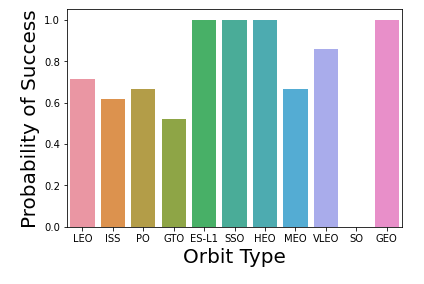 Probability of Success
1.0
0.8
0.6
0.4
0.2
0.0
LEO ISS PO GTO ES-L1 SSO HEO MEO VLEO SO GEO
Orbit Type